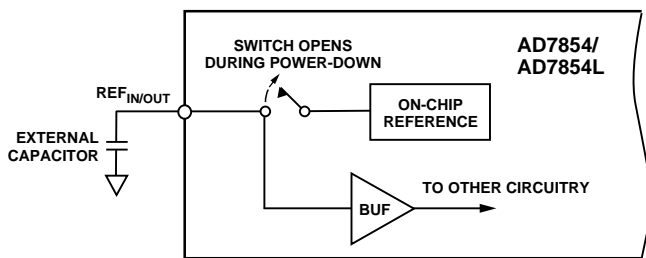 SWITCH OPENS
DURING POWER-DOWN
AD7854/
AD7854L
REFIN/OUT
ON-CHIP
REFERENCE
EXTERNAL
CAPACITOR
TO OTHER CIRCUITRY
BUF